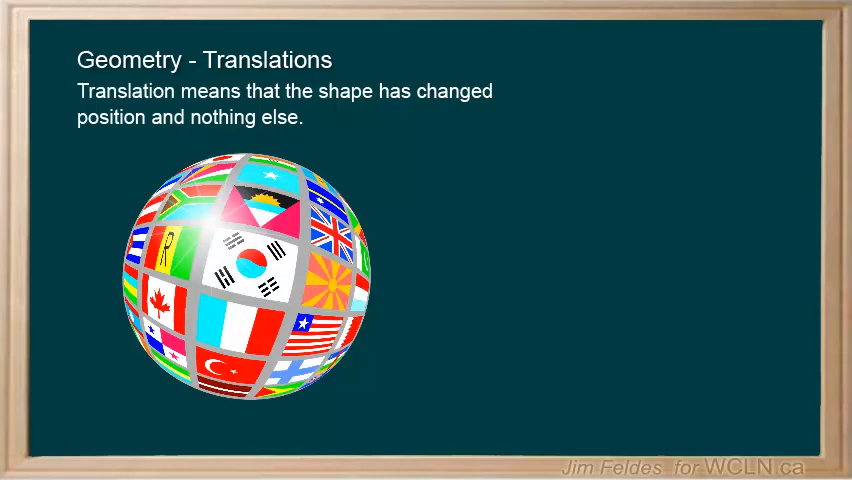 Geometry - Translations
Translation means that the shape has changed
position and nothing else.
R
Jim Feldes for WCLN.ca